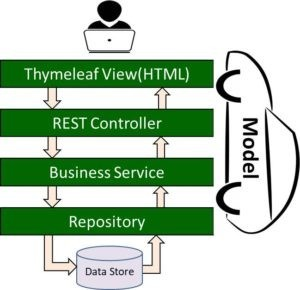 Thymeleaf View(HTML)
REST Controller
Business Service
Repository
Data Store
Model